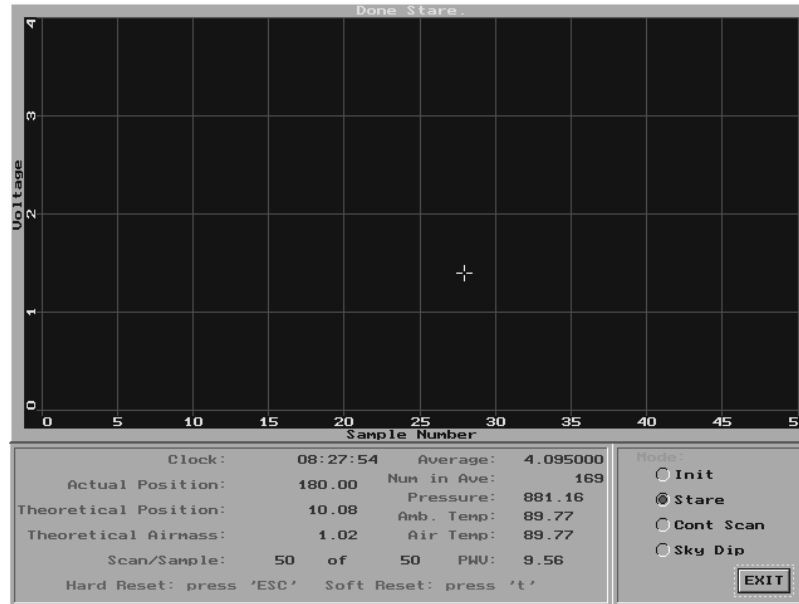 Done Stare.
4
3
Voltage
2
1
0
0 5 10 15 20 25 30 35 40 45 50
Sample Number
Clock: 08:27:54 Average: 4.095000
Actual Position: 180.00 Num in Ave: 169
Pressure: 881.16
Theoretical Position: 10.08 Amb. Temp: 89.77
Theoretical Airmass: 1.02 Air Temp: 89.77
Scan/Sample: 50 of 50 PWV: 9.56
Hard Reset: press 'ESC' Soft Reset: press 't'
Mode:
Init
Stare
Cont Scan
Sky Dip
EXIT